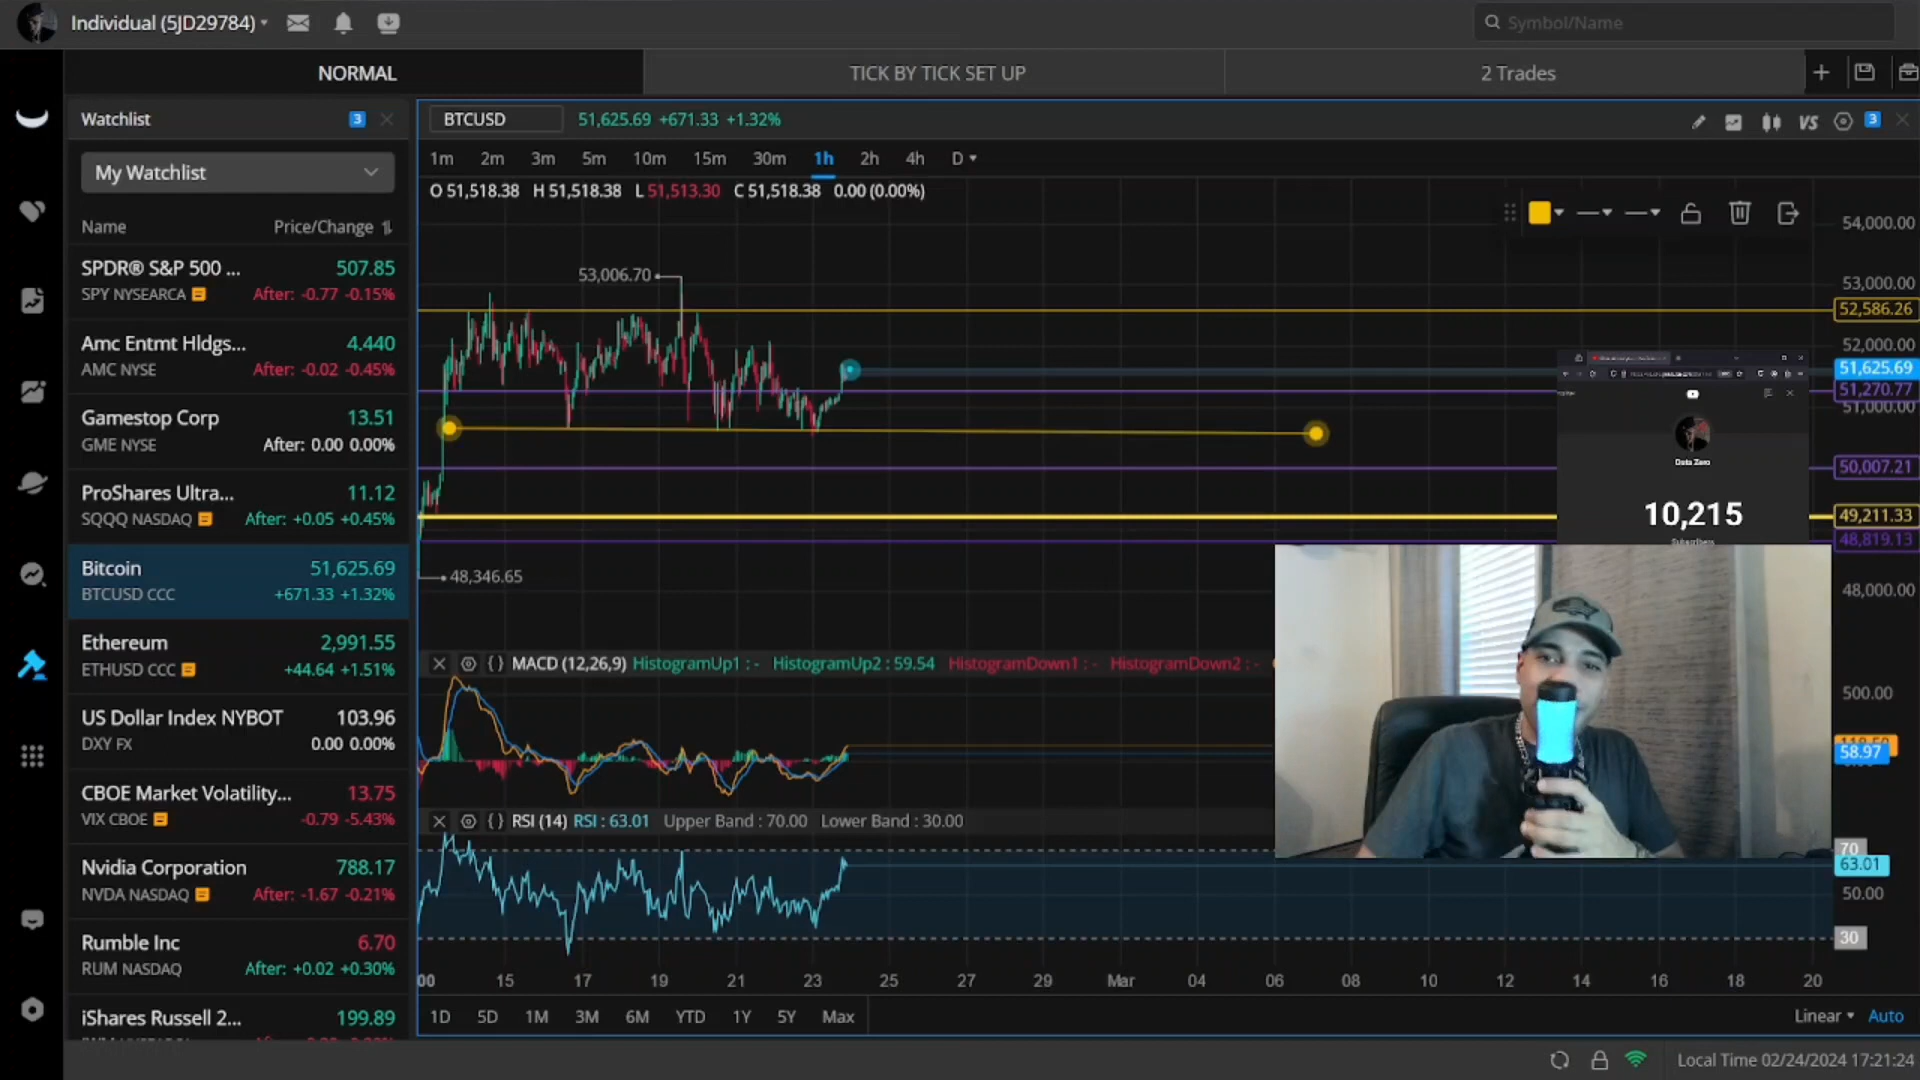 Individual (5JD29784)
Symbol/Name
NORMAL
TICK BY TICK SET UP
2 Trades
Watchlist
3
My Watchlist
Name
Price/Change
SPDR® S&P 500 ...
507.85
SPY NYSEARCA
After: -0.77 -0.15%
Amc Entmt Hldgs...
4.440
AMC NYSE
After: -0.02 -0.45%
Gamestop Corp
13.51
GME NYSE
After: 0.00 0.00%
ProShares Ultra...
11.12
SQQQ NASDAQ
After: +0.05 +0.45%
Bitcoin
51,625.69
BTCUSD CCC
+671.33 +1.32%
Ethereum
2,991.55
ETHUSD CCC
+44.64 +1.51%
US Dollar Index NYBOT
103.96
DXY FX
0.00 0.00%
CBOE Market Volatility...
13.75
VIX CBOE
-0.79 -5.43%
Nvidia Corporation
788.17
NVDA NASDAQ
After: -1.67 -0.21%
Rumble Inc
6.70
RUM NASDAQ
After: +0.02 +0.30%
iShares Russell 2...
199.89
BTCUSD
51,625.69 +671.33 +1.32%
VS
3
1m 2m 3m 5m 10m 15m 30m 1h 2h 4h D
O 51,518.38 H 51,518.38 L 51,513.30 C 51,518.38 0.00 (0.00%)
54,000.00
53,006.70
53,000.00
52,586.26
52,000.00
51,625.69
51,270.77
51,000.00
50,007.21
49,211.33
48,819.13
48,346.65
48,000.00
Data Zero
10,215
Subscribers
MACD (12,26,9) HistogramUp1 : - HistogramUp2 : 59.54 HistogramDown1 : - HistogramDown2 : -
500.00
58.97
RSI (14) RSI : 63.01 Upper Band : 70.00 Lower Band : 30.00
70
63.01
50.00
30
00 15 17 19 21 23 25 27 29 Mar 04 06 08 10 12 14 16 18 20
1D 5D 1M 3M 6M YTD 1Y 5Y Max
Linear Auto
Local Time 02/24/2024 17:21:24